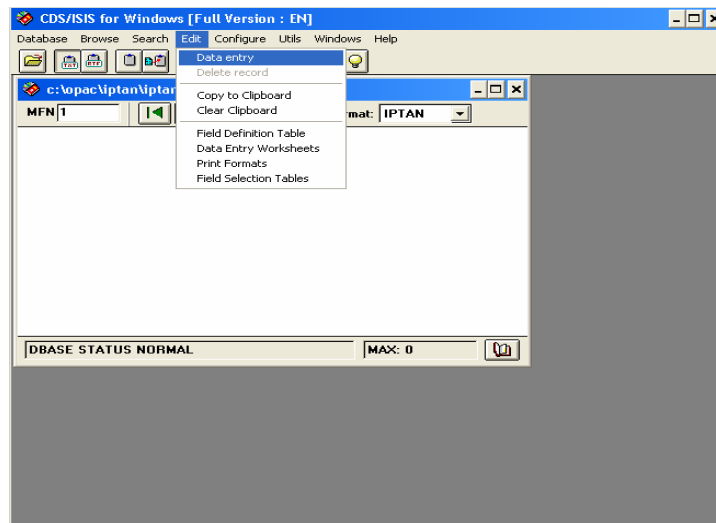 CDS/ISIS for Windows [Full Version : EN]
Database Browse Search Edit Configure Utils Windows Help
Data entry
Delete record
Copy to Clipboard
Clear Clipboard
Field Definition Table
Data Entry Worksheets
Print Formats
Field Selection Tables
c:\opac\iptan\iptan
MFN 1
mat: IPTAN
DBASE STATUS NORMAL
MAX: 0